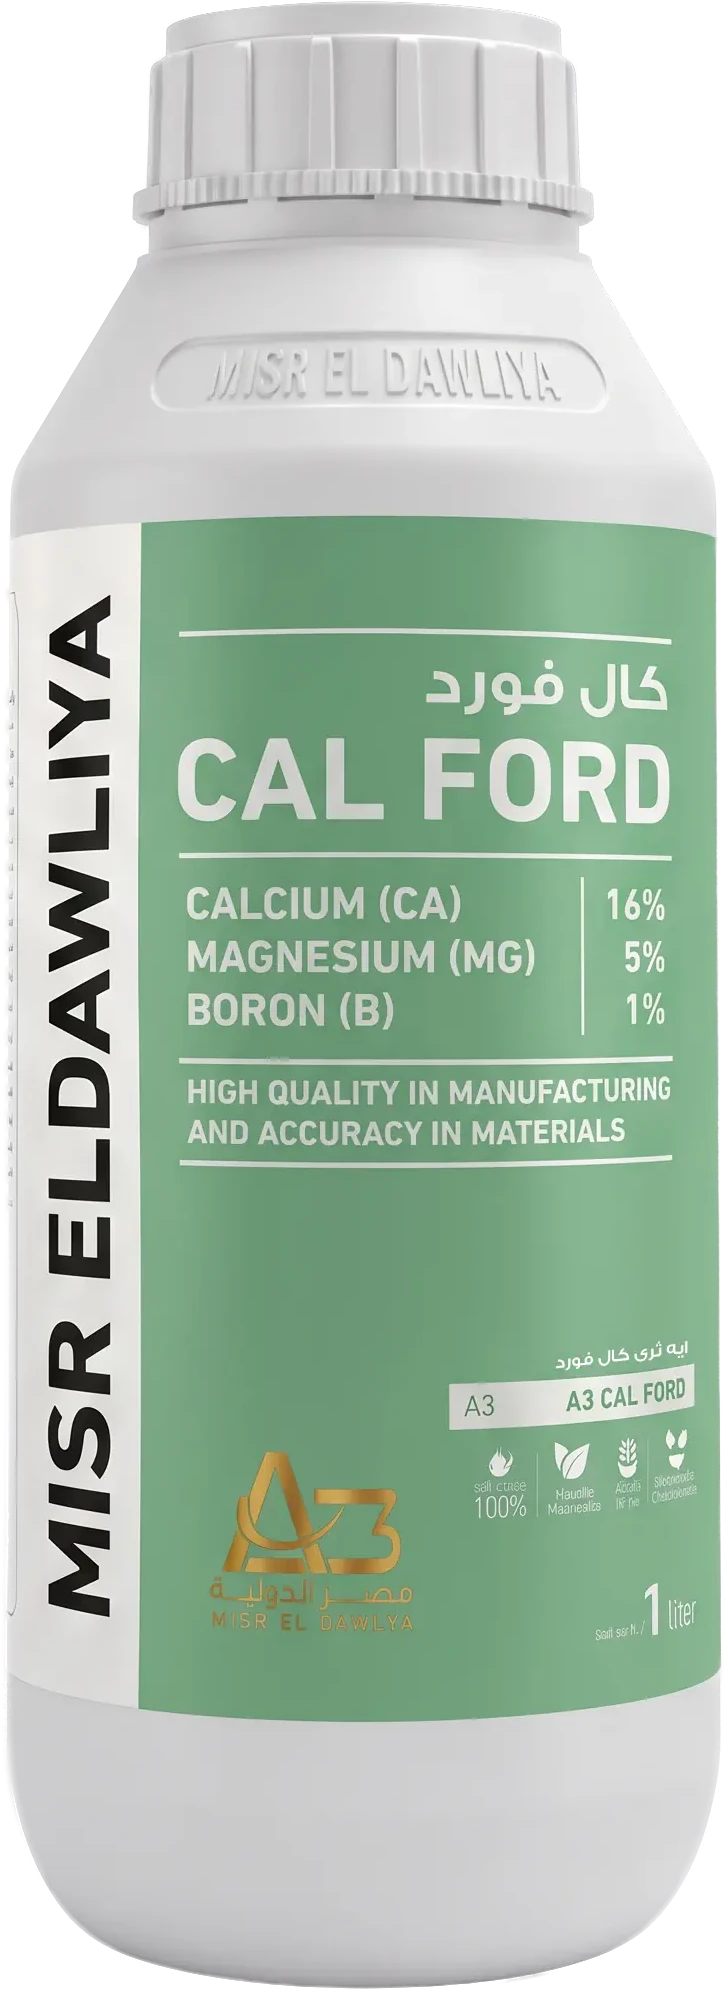 MISR EL DAWLIYA
MISR ELDAWLIYA
كال فورد
CAL FORD
CALCIUM (CA) 16%
MAGNESIUM (MG) 5%
BORON (B) 1%
HIGH QUALITY IN MANUFACTURING
AND ACCURACY IN MATERIALS
ايه ثرى كال فورد
A3 A3 CAL FORD
100%
A3
مصر الدولية
MISR EL DAWLYA
1 liter